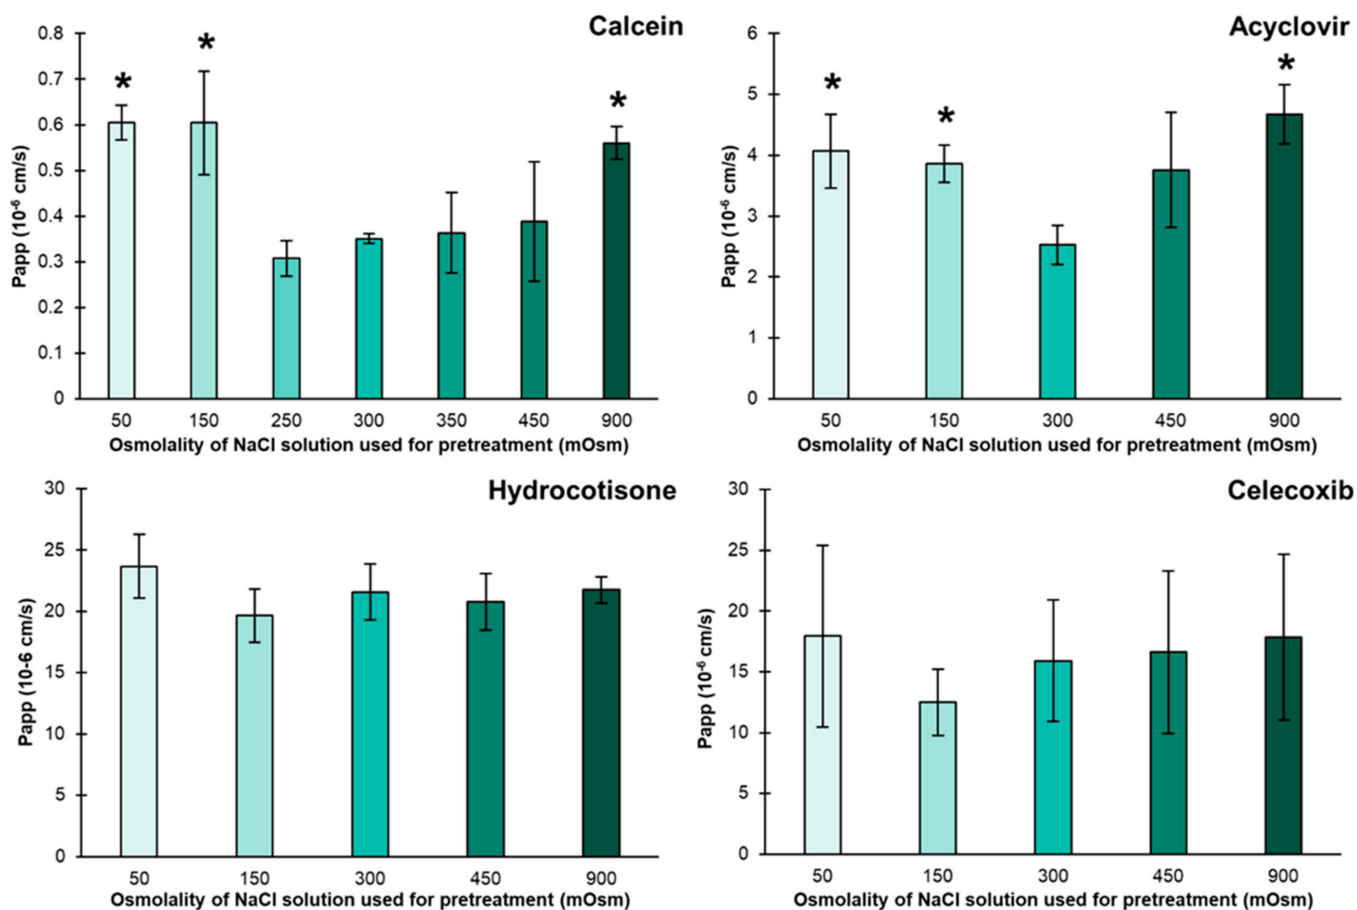 Calcein
Papp (10-6 cm/s)
0.8
0.7
0.6
0.5
0.4
0.3
0.2
0.1
0
* * *
50 150 250 300 350 450 900
Osmolality of NaCl solution used for pretreatment (mOsm)
Acyclovir
Papp (10-6 cm/s)
6
5
4
3
2
1
0
* * *
50 150 300 450 900
Osmolality of NaCl solution used for pretreatment (mOsm)
Hydrocotisone
Papp (10-6 cm/s)
30
25
20
15
10
5
0
50 150 300 450 900
Osmolality of NaCl solution used for pretreatment (mOsm)
Celecoxib
Papp (10-6 cm/s)
30
25
20
15
10
5
0
50 150 300 450 900
Osmolality of NaCl solution used for pretreatment (mOsm)